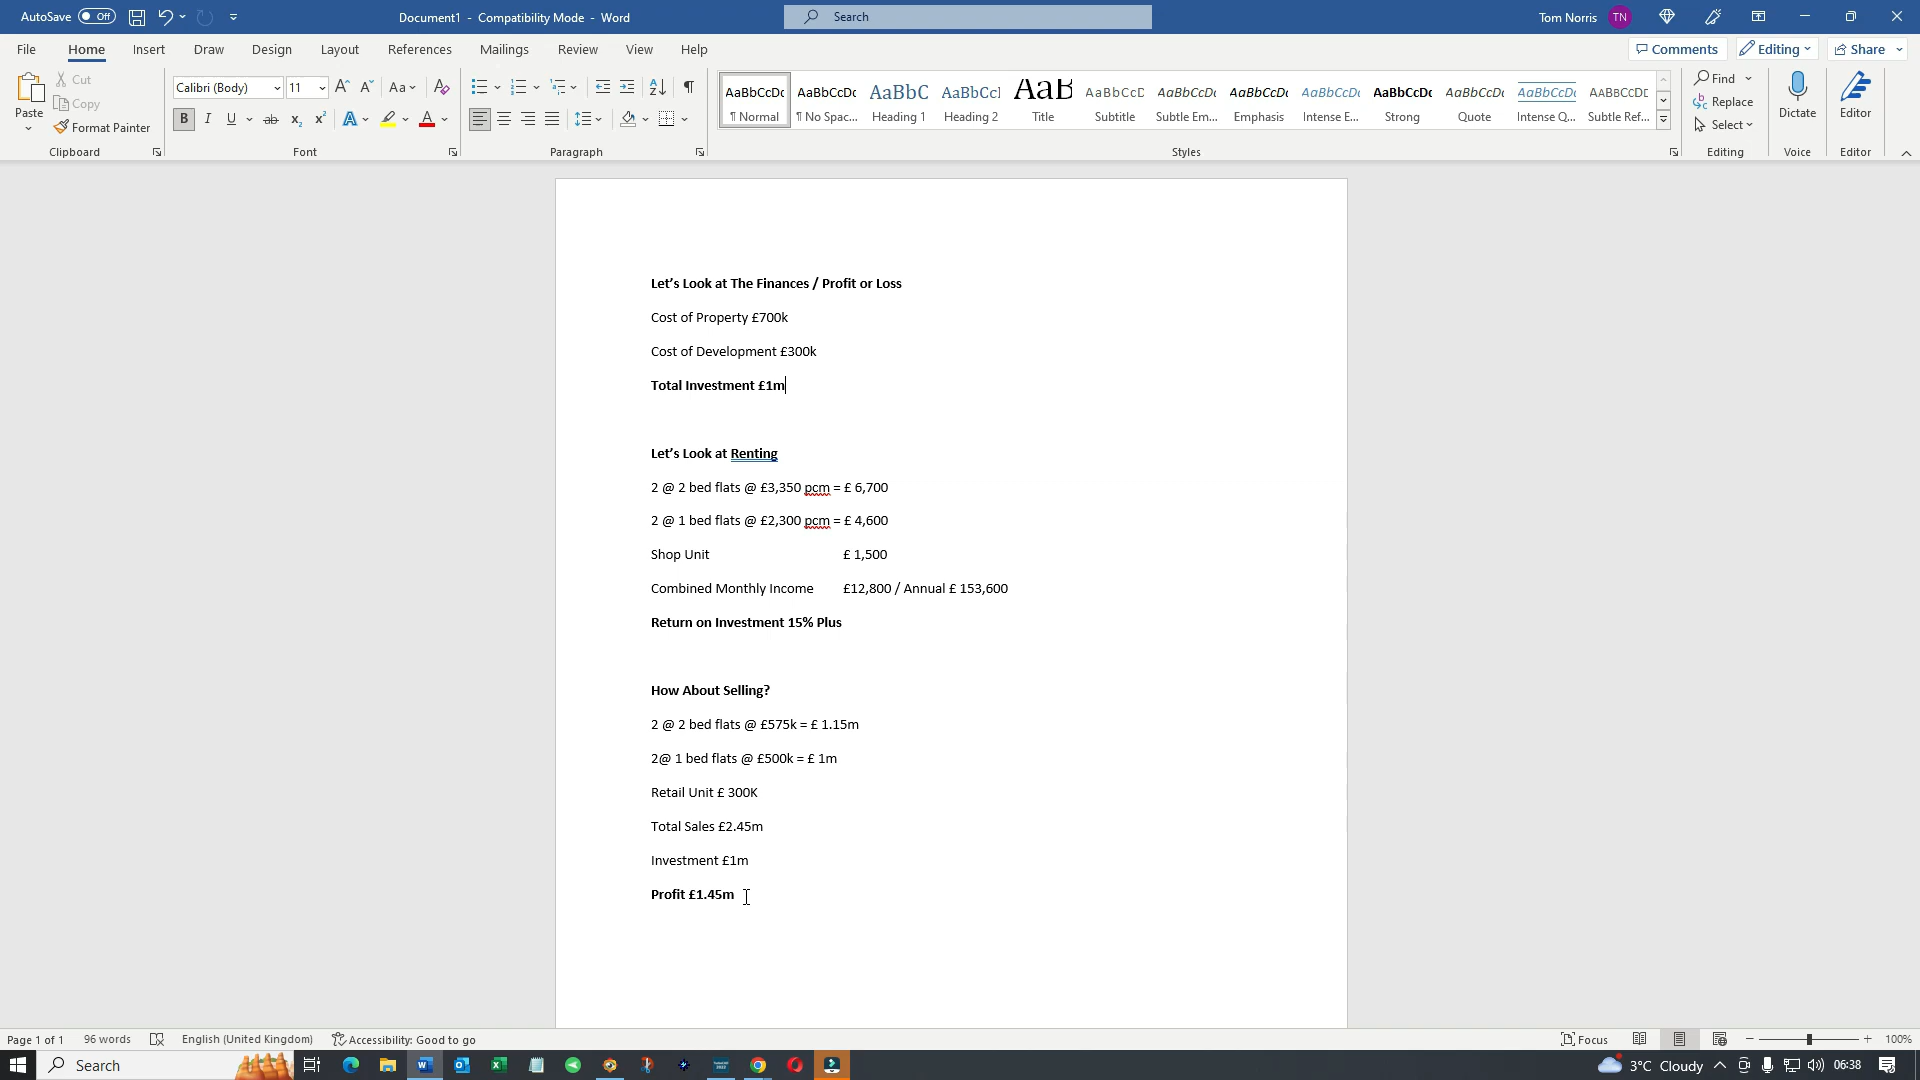 AutoSave Off Document1 - Compatibility Mode - Word Search Tom Norris TN
File Home Insert Draw Design Layout References Mailings Review View Help Comments Editing Share
Paste Cut Copy Format Painter Clipboard
Calibri (Body) 11 Font
Paragraph
AaBbCcDc ¶ Normal
AaBbCcDc ¶ No Spac...
AaBbC Heading 1
AaBbCcI Heading 2
AaB Title
AaBbCcD Subtitle
AaBbCcDc Subtle Em...
AaBbCcDc Emphasis
AaBbCcDc Intense E...
AaBbCcDc Strong
AaBbCcDc Quote
AaBbCcDc Intense Q...
AABBCCDE Subtle Ref...
Styles
Find Replace Select Editing
Dictate Voice
Editor Editor
Let's Look at The Finances / Profit or Loss
Cost of Property £700k
Cost of Development £300k
Total Investment £1m
Let's Look at Renting
2 @ 2 bed flats @ £3,350 pcm = £ 6,700
2 @ 1 bed flats @ £2,300 pcm = £ 4,600
Shop Unit £ 1,500
Combined Monthly Income £12,800 / Annual £ 153,600
Return on Investment 15% Plus
How About Selling?
2 @ 2 bed flats @ £575k = £ 1.15m
2@ 1 bed flats @ £500k = £ 1m
Retail Unit £ 300K
Total Sales £2.45m
Investment £1m
Profit £1.45m
Page 1 of 1 96 words English (United Kingdom) Accessibility: Good to go Focus 100%
Search 3°C Cloudy 06:38